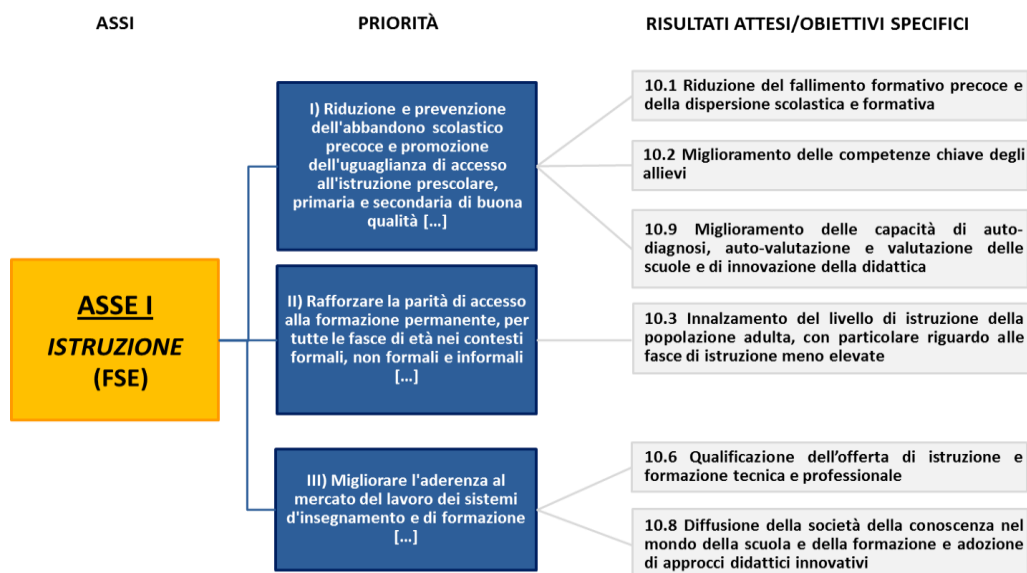 ASSI
PRIORITÀ
RISULTATI ATTESI/OBIETTIVI SPECIFICI
ASSE I
ISTRUZIONE
(FSE)
I) Riduzione e prevenzione
dell'abbandono scolastico
precoce e promozione
dell'uguaglianza di accesso
all'istruzione prescolare,
primaria e secondaria di buona
qualità [...]
10.1 Riduzione del fallimento formativo precoce e
della dispersione scolastica e formativa
10.2 Miglioramento delle competenze chiave degli
allievi
10.9 Miglioramento delle capacità di auto-
diagnosi, auto-valutazione e valutazione delle
scuole e di innovazione della didattica
II) Rafforzare la parità di accesso
alla formazione permanente, per
tutte le fasce di età nei contesti
formali, non formali e informali
[...]
10.3 Innalzamento del livello di istruzione della
popolazione adulta, con particolare riguardo alle
fasce di istruzione meno elevate
III) Migliorare l'aderenza al
mercato del lavoro dei sistemi
d'insegnamento e di formazione
[...]
10.6 Qualificazione dell’offerta di istruzione e
formazione tecnica e professionale
10.8 Diffusione della società della conoscenza nel
mondo della scuola e della formazione e adozione
di approcci didattici innovativi